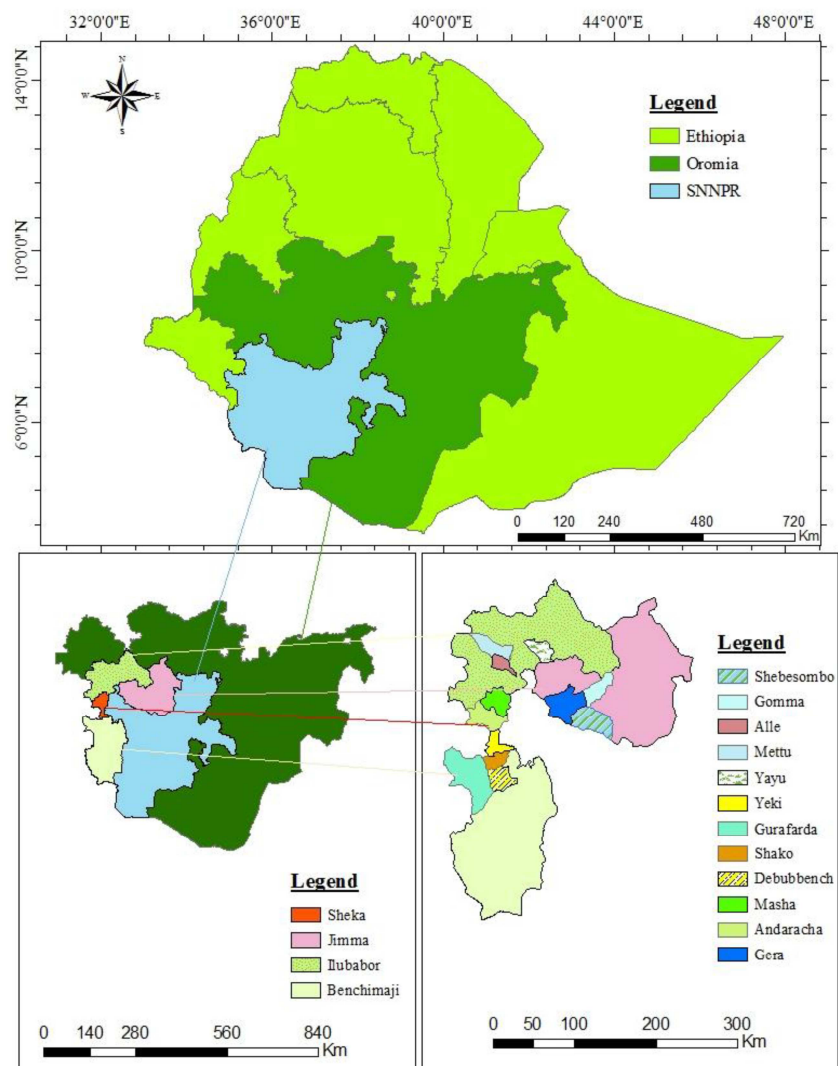 32°0'0"E 36°0'0"E 40°0'0"E 44°0'0"E 48°0'0"E
N
W E
S
14°0'0"N
10°0'0"N
6°0'0"N
Legend
Ethiopia
Oromia
SNNPR
0 120 240 480 720
Km
Legend
Sheka
Jimma
Ilubabor
Benchimaji
0 140 280 560 840
Km
Legend
Shebesombo
Gomma
Alle
Mettu
Yayu
Yeki
Gurafarda
Shako
Debubbench
Masha
Andaracha
Gera
0 50 100 200 300
Km